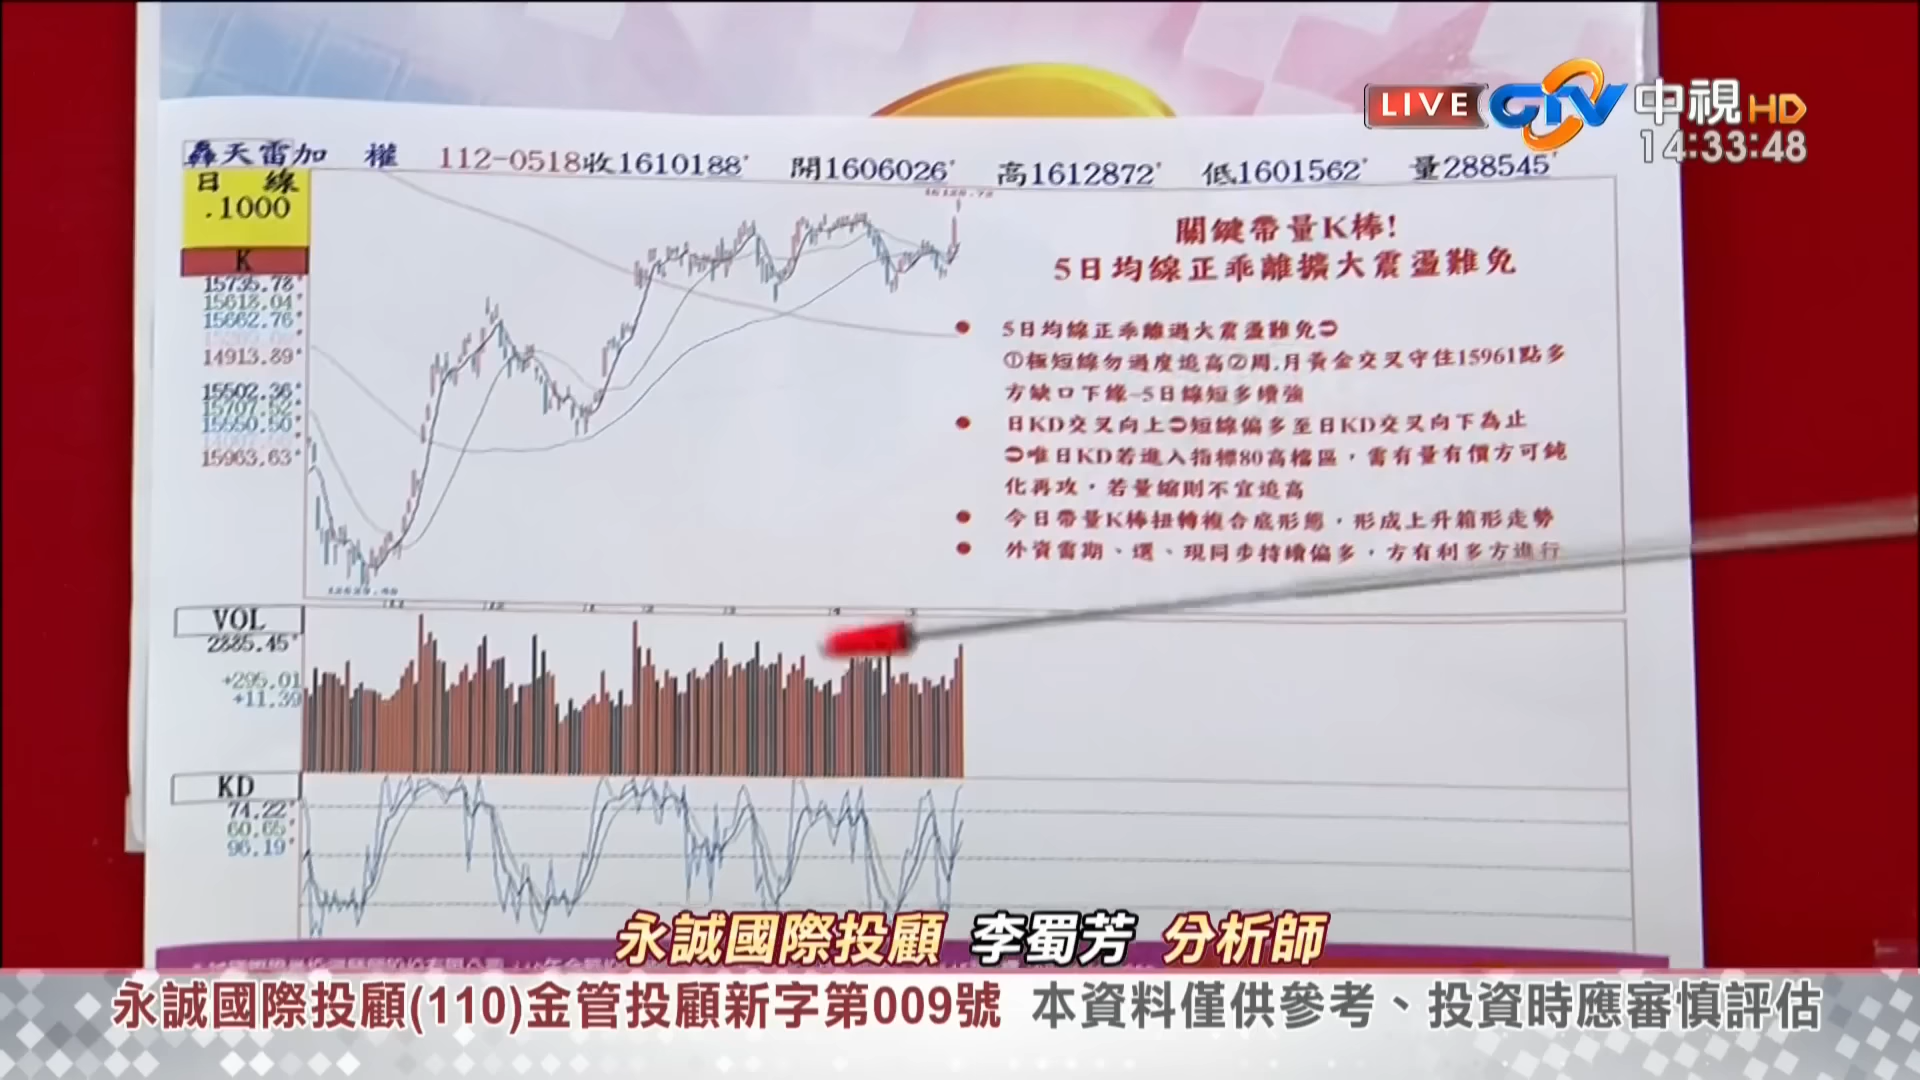 LIVE CTV 中視HD
14:33:48
轟天雷加 權 112-0518收1610188' 開1606026' 高1612872' 低1601562' 量288545'
日 線
.1000
K
15735.78'
15618.04'
15662.76'
14913.89'
15502.36'
15707.52'
15550.50'
15963.63'
關鍵帶量K棒!
5日均線正乖離擴大震盪難免
● 5日均線正乖離過大震盪難免➲
①極短線勿過度追高②周.月黃金交叉守住15961點多
方缺口下緣-5日線短多續強
● 日KD交叉向上➲短線偏多至日KD交叉向下為止
➲唯日KD若進入指標80高檔區，需有量有價方可鈍
化再攻，若量縮則不宜追高
● 今日帶量K棒扭轉複合底形態，形成上升箱形走勢
● 外資需期、選、現同步持續偏多，方有利多方進行
VOL
2885.45'
+295.01
+11.39
KD
74.22'
60.65'
96.19'
永誠國際投顧 李蜀芳 分析師
永誠國際投顧(110)金管投顧新字第009號 本資料僅供參考、投資時應審慎評估